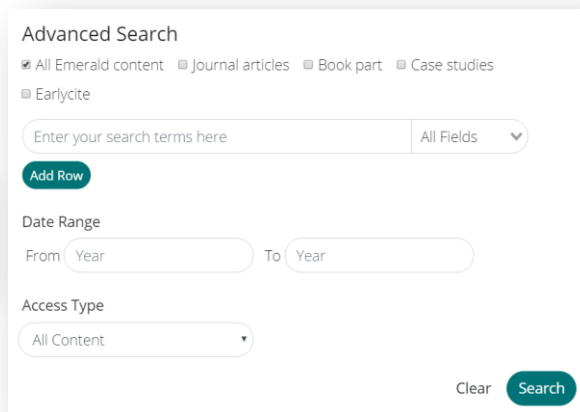 Advanced Search
All Emerald content Journal articles Book part Case studies
Earlycite
Enter your search terms here All Fields
Add Row
Date Range
From Year To Year
Access Type
All Content
Clear Search